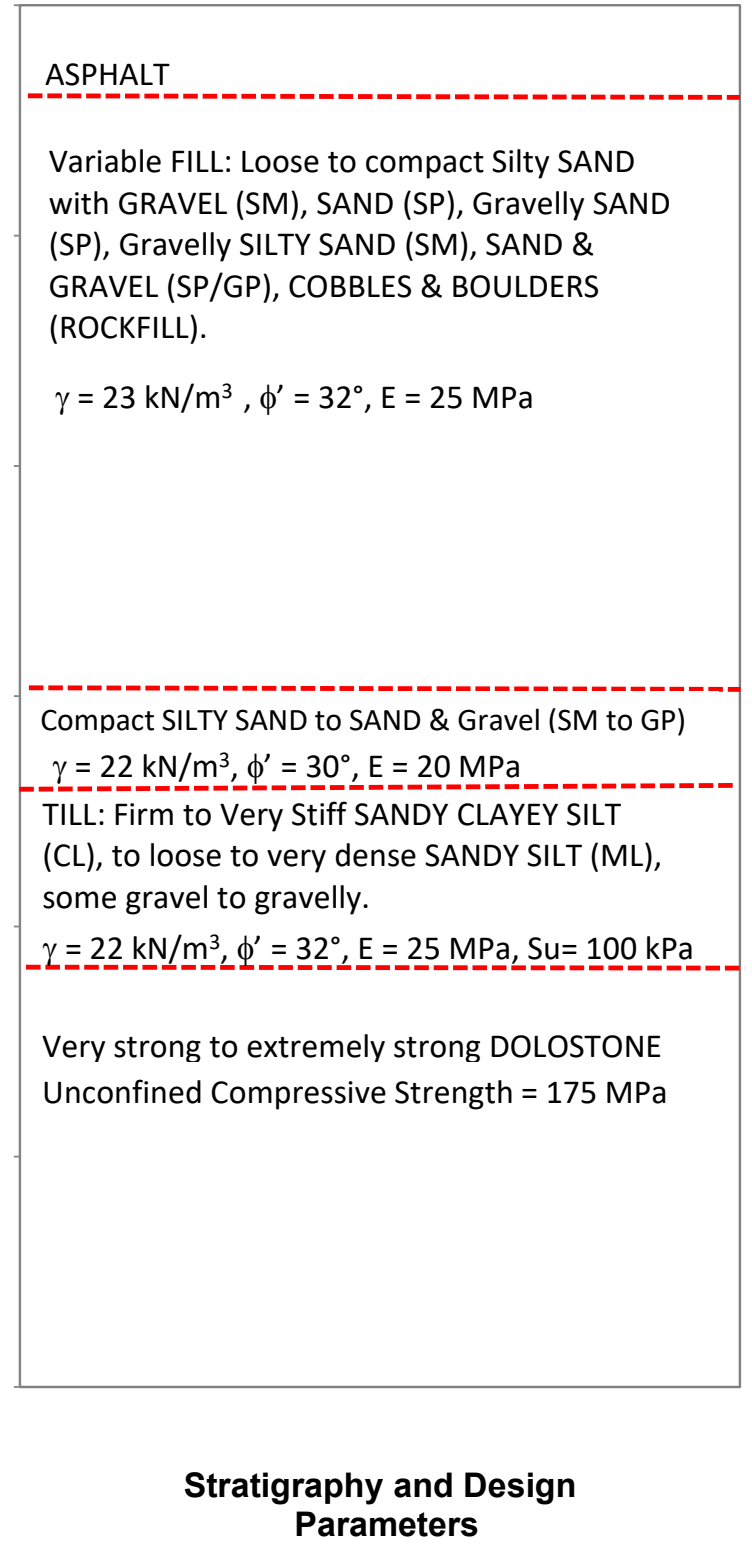 ASPHALT
Variable FILL: Loose to compact Silty SAND
with GRAVEL (SM), SAND (SP), Gravelly SAND
(SP), Gravelly SILTY SAND (SM), SAND &
GRAVEL (SP/GP), COBBLES & BOULDERS
(ROCKFILL).
γ = 23 kN/m³ , ϕ’ = 32°, E = 25 MPa
Compact SILTY SAND to SAND & Gravel (SM to GP)
γ = 22 kN/m³, ϕ’ = 30°, E = 20 MPa
TILL: Firm to Very Stiff SANDY CLAYEY SILT
(CL), to loose to very dense SANDY SILT (ML),
some gravel to gravelly.
γ = 22 kN/m³, ϕ’ = 32°, E = 25 MPa, Su= 100 kPa
Very strong to extremely strong DOLOSTONE
Unconfined Compressive Strength = 175 MPa
Stratigraphy and Design
Parameters